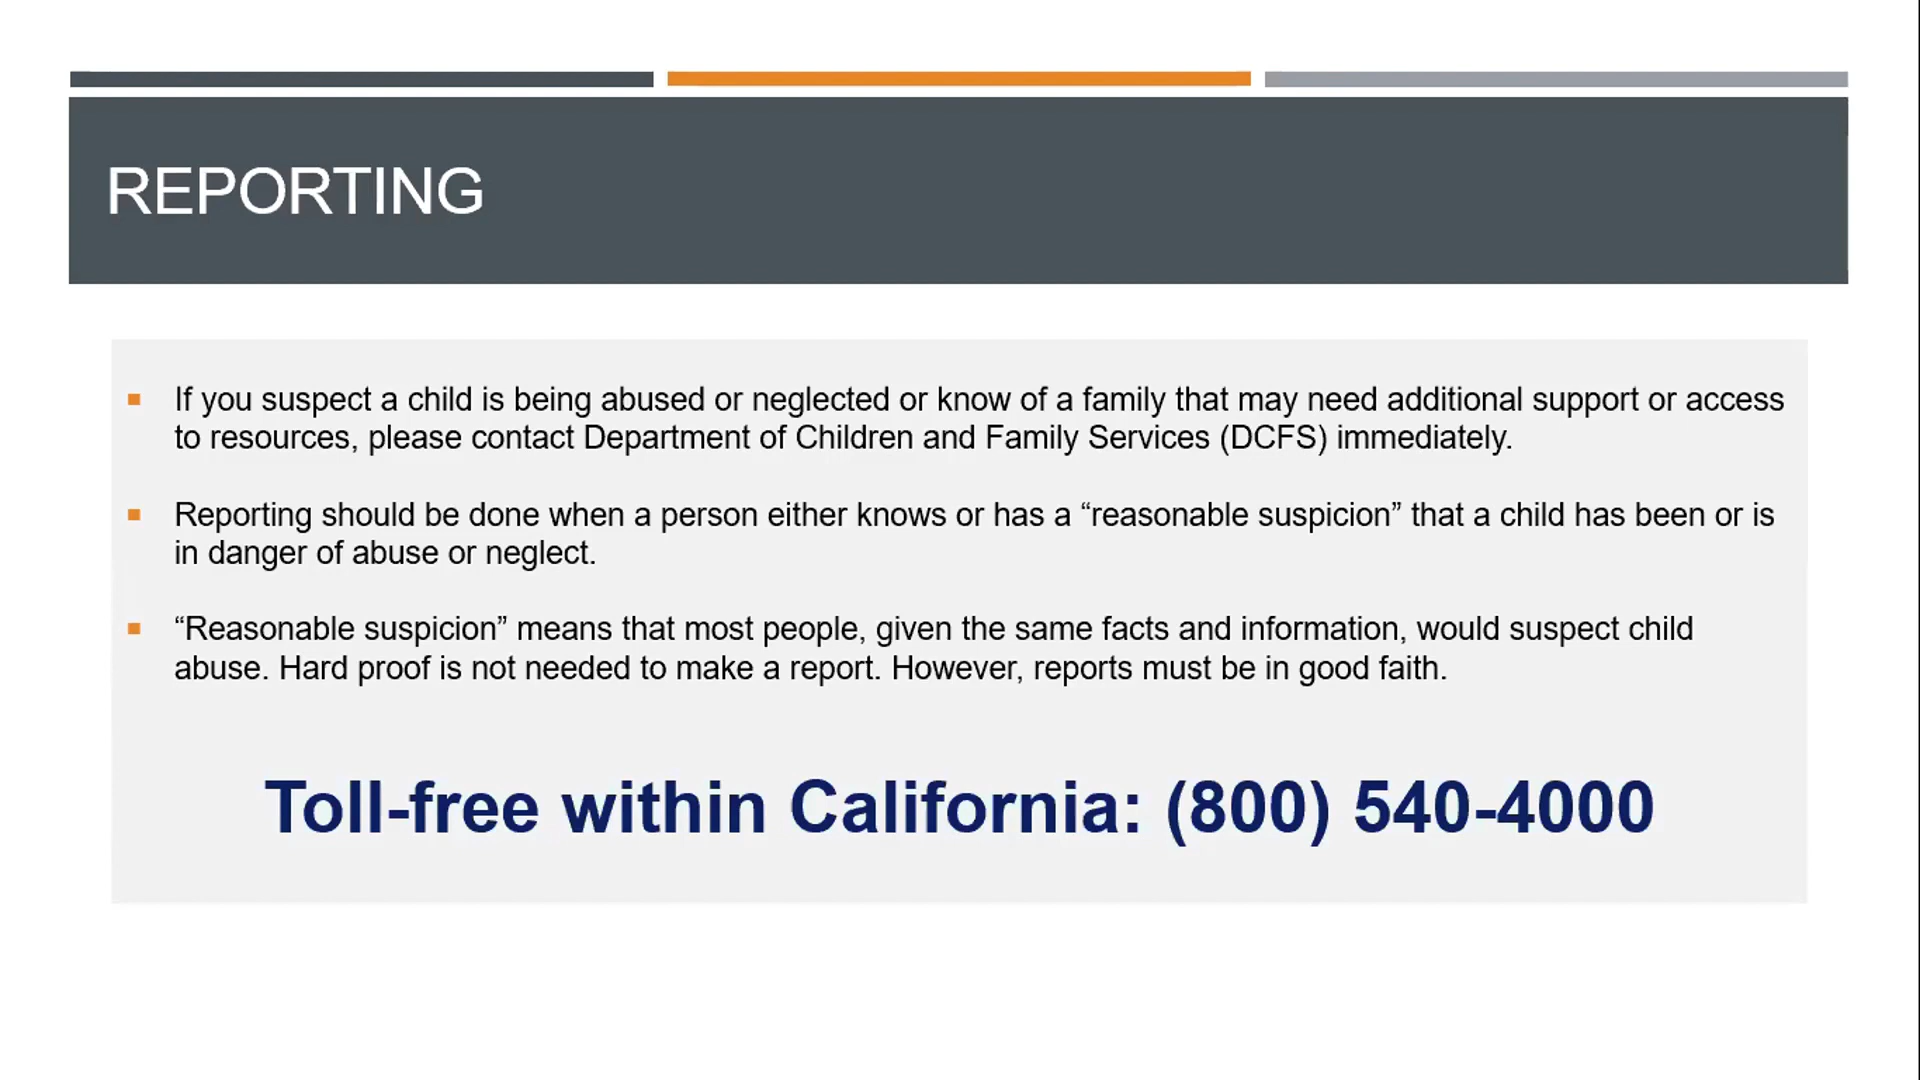 REPORTING
If you suspect a child is being abused or neglected or know of a family that may need additional support or access
to resources, please contact Department of Children and Family Services (DCFS) immediately.
Reporting should be done when a person either knows or has a “reasonable suspicion” that a child has been or is
in danger of abuse or neglect.
“Reasonable suspicion” means that most people, given the same facts and information, would suspect child
abuse. Hard proof is not needed to make a report. However, reports must be in good faith.
Toll-free within California: (800) 540-4000